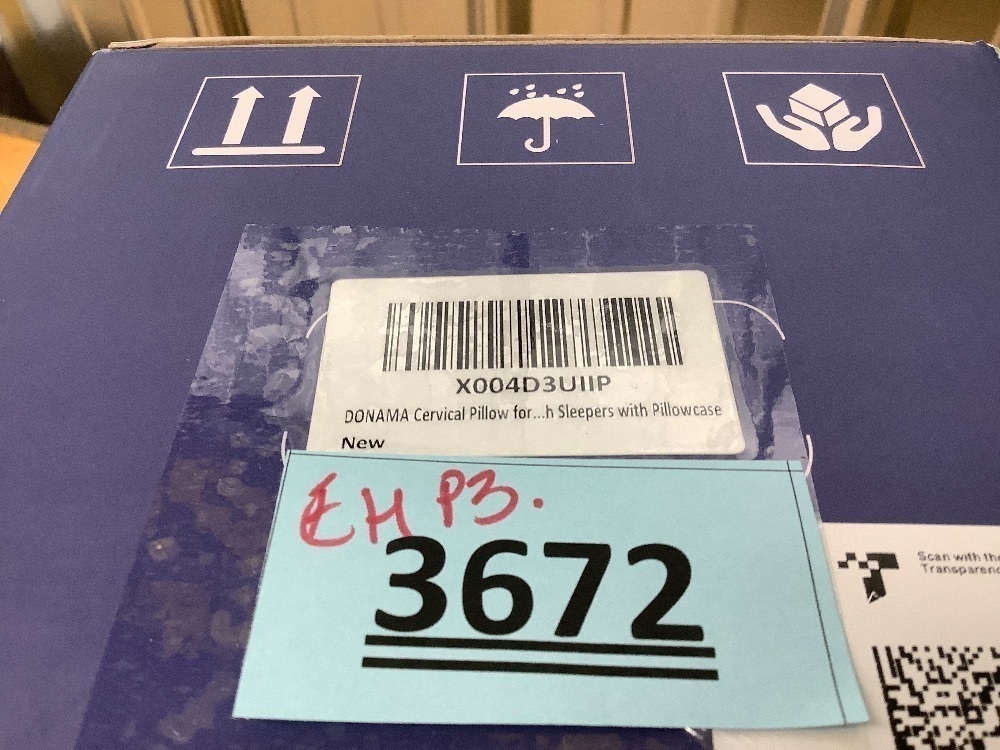 X004D3UIIP
DONAMA Cervical Pillow for...h Sleepers with Pillowcase
New
EH P3.
3672
Scan with the
Transparenc